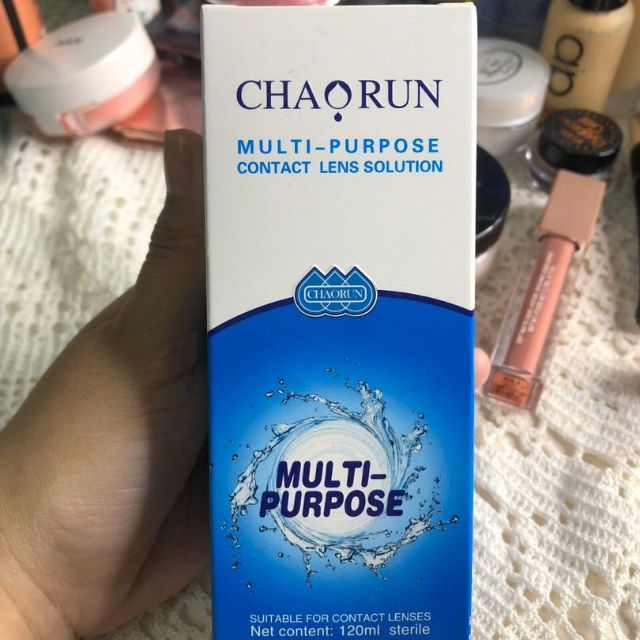 CHAORUN
MULTI-PURPOSE
CONTACT LENS SOLUTION
CHAORUN
MULTI-
PURPOSE
SUITABLE FOR CONTACT LENSES
Net content: 120ml sterile